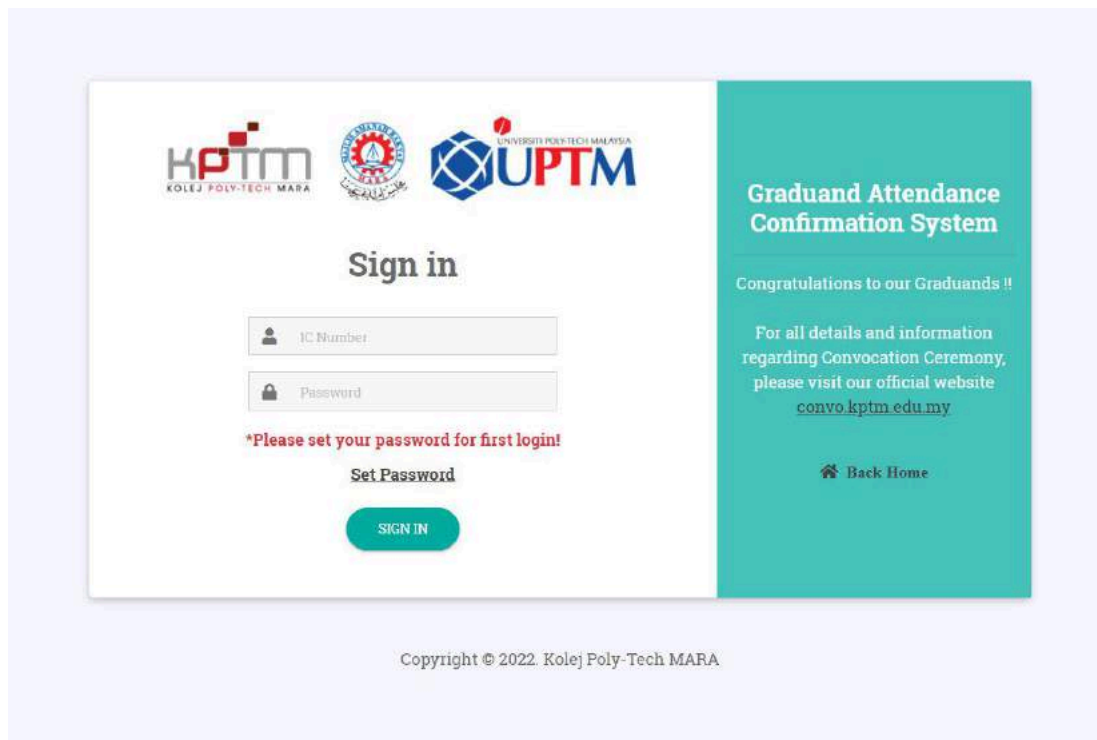 KPTM
KOLEJ POLY-TECH MARA
MARA
UNIVERSITI POLY-TECH MALAYSIA
UPTM
Sign in
IC Number
Password
*Please set your password for first login!
Set Password
SIGN IN
Graduand Attendance
Confirmation System
Congratulations to our Graduands !!
For all details and information
regarding Convocation Ceremony,
please visit our official website
convo.kptm.edu.my
Back Home
Copyright © 2022. Kolej Poly-Tech MARA